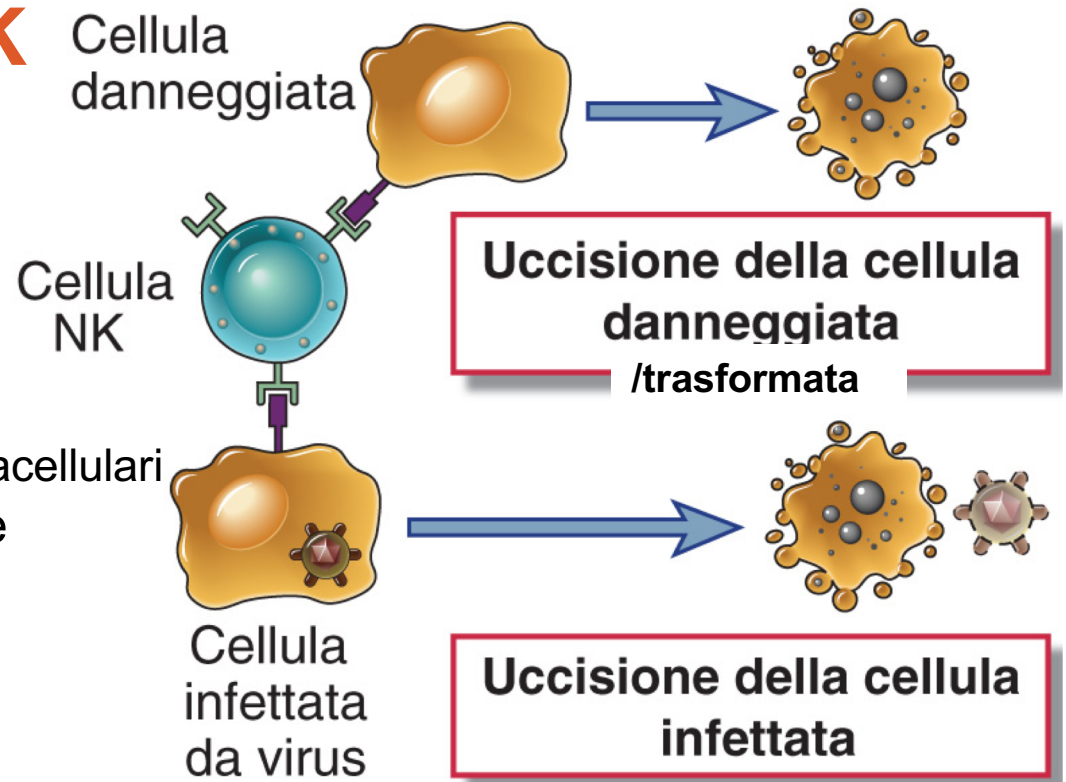 K
Cellula
danneggiata
Uccisione della cellula
danneggiata
/trasformata
Cellula
NK
acellulari
e
Cellula
infettata
da virus
Uccisione della cellula
infettata